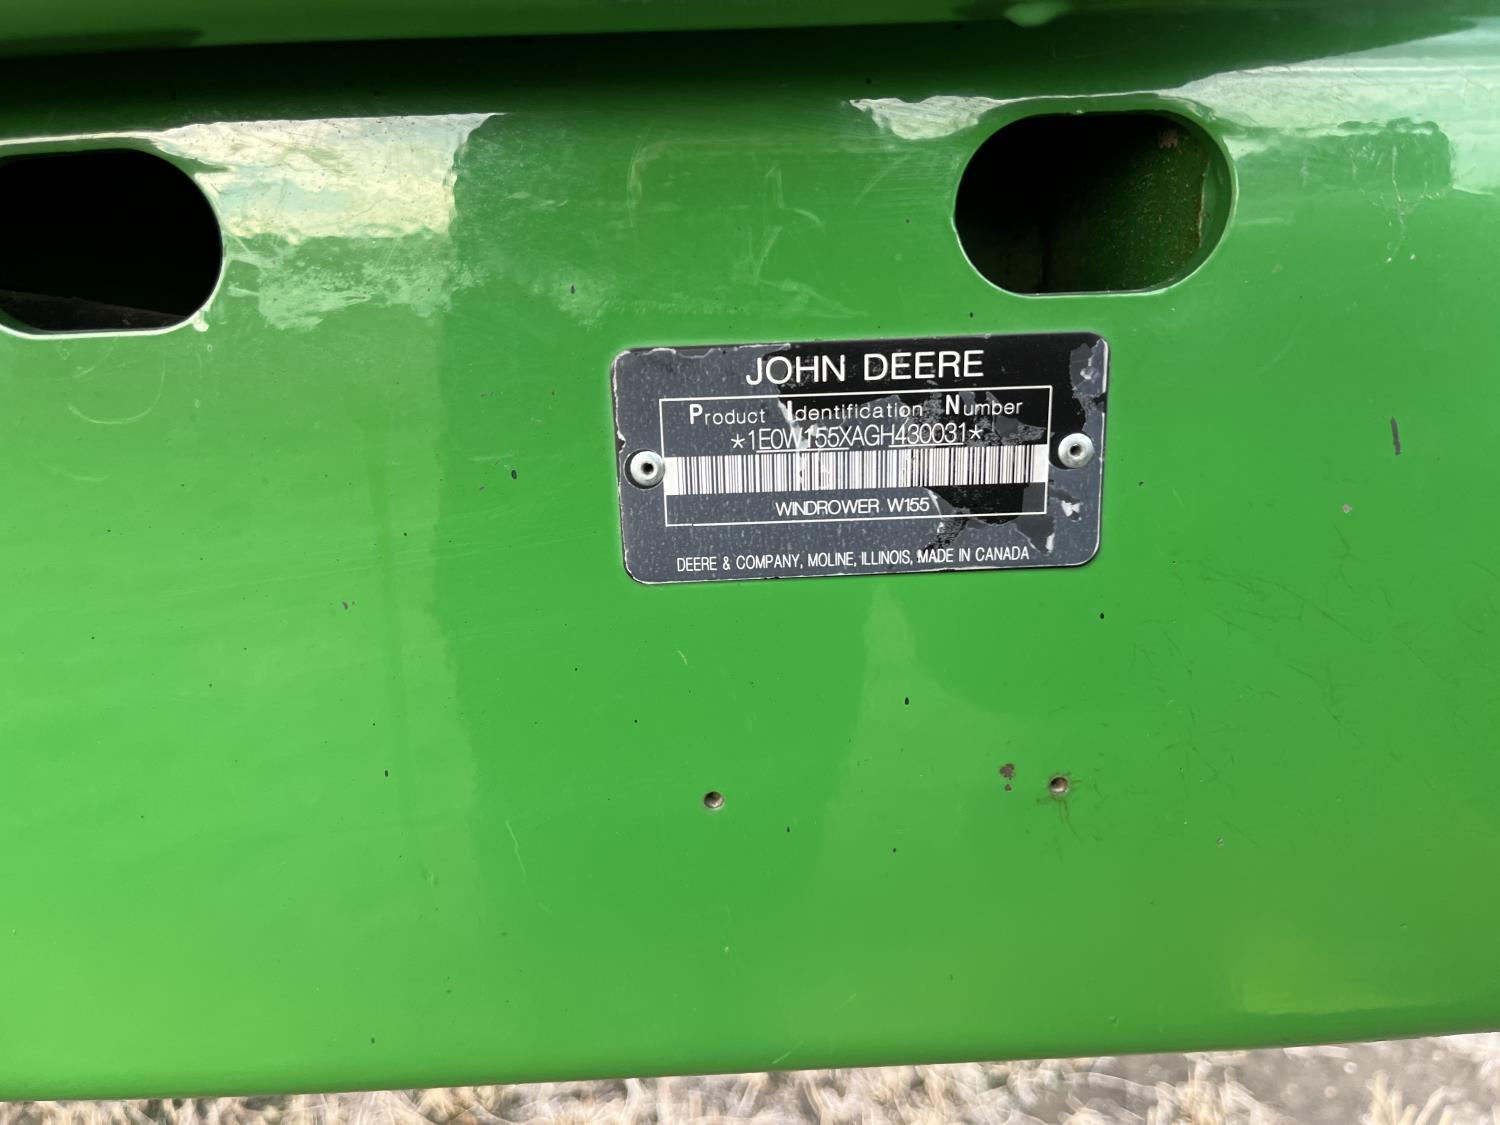 JOHN DEERE
Product Identification Number
*1E0W155XAGH430031*
WINDROWER W155
DEERE & COMPANY, MOLINE, ILLINOIS, MADE IN CANADA